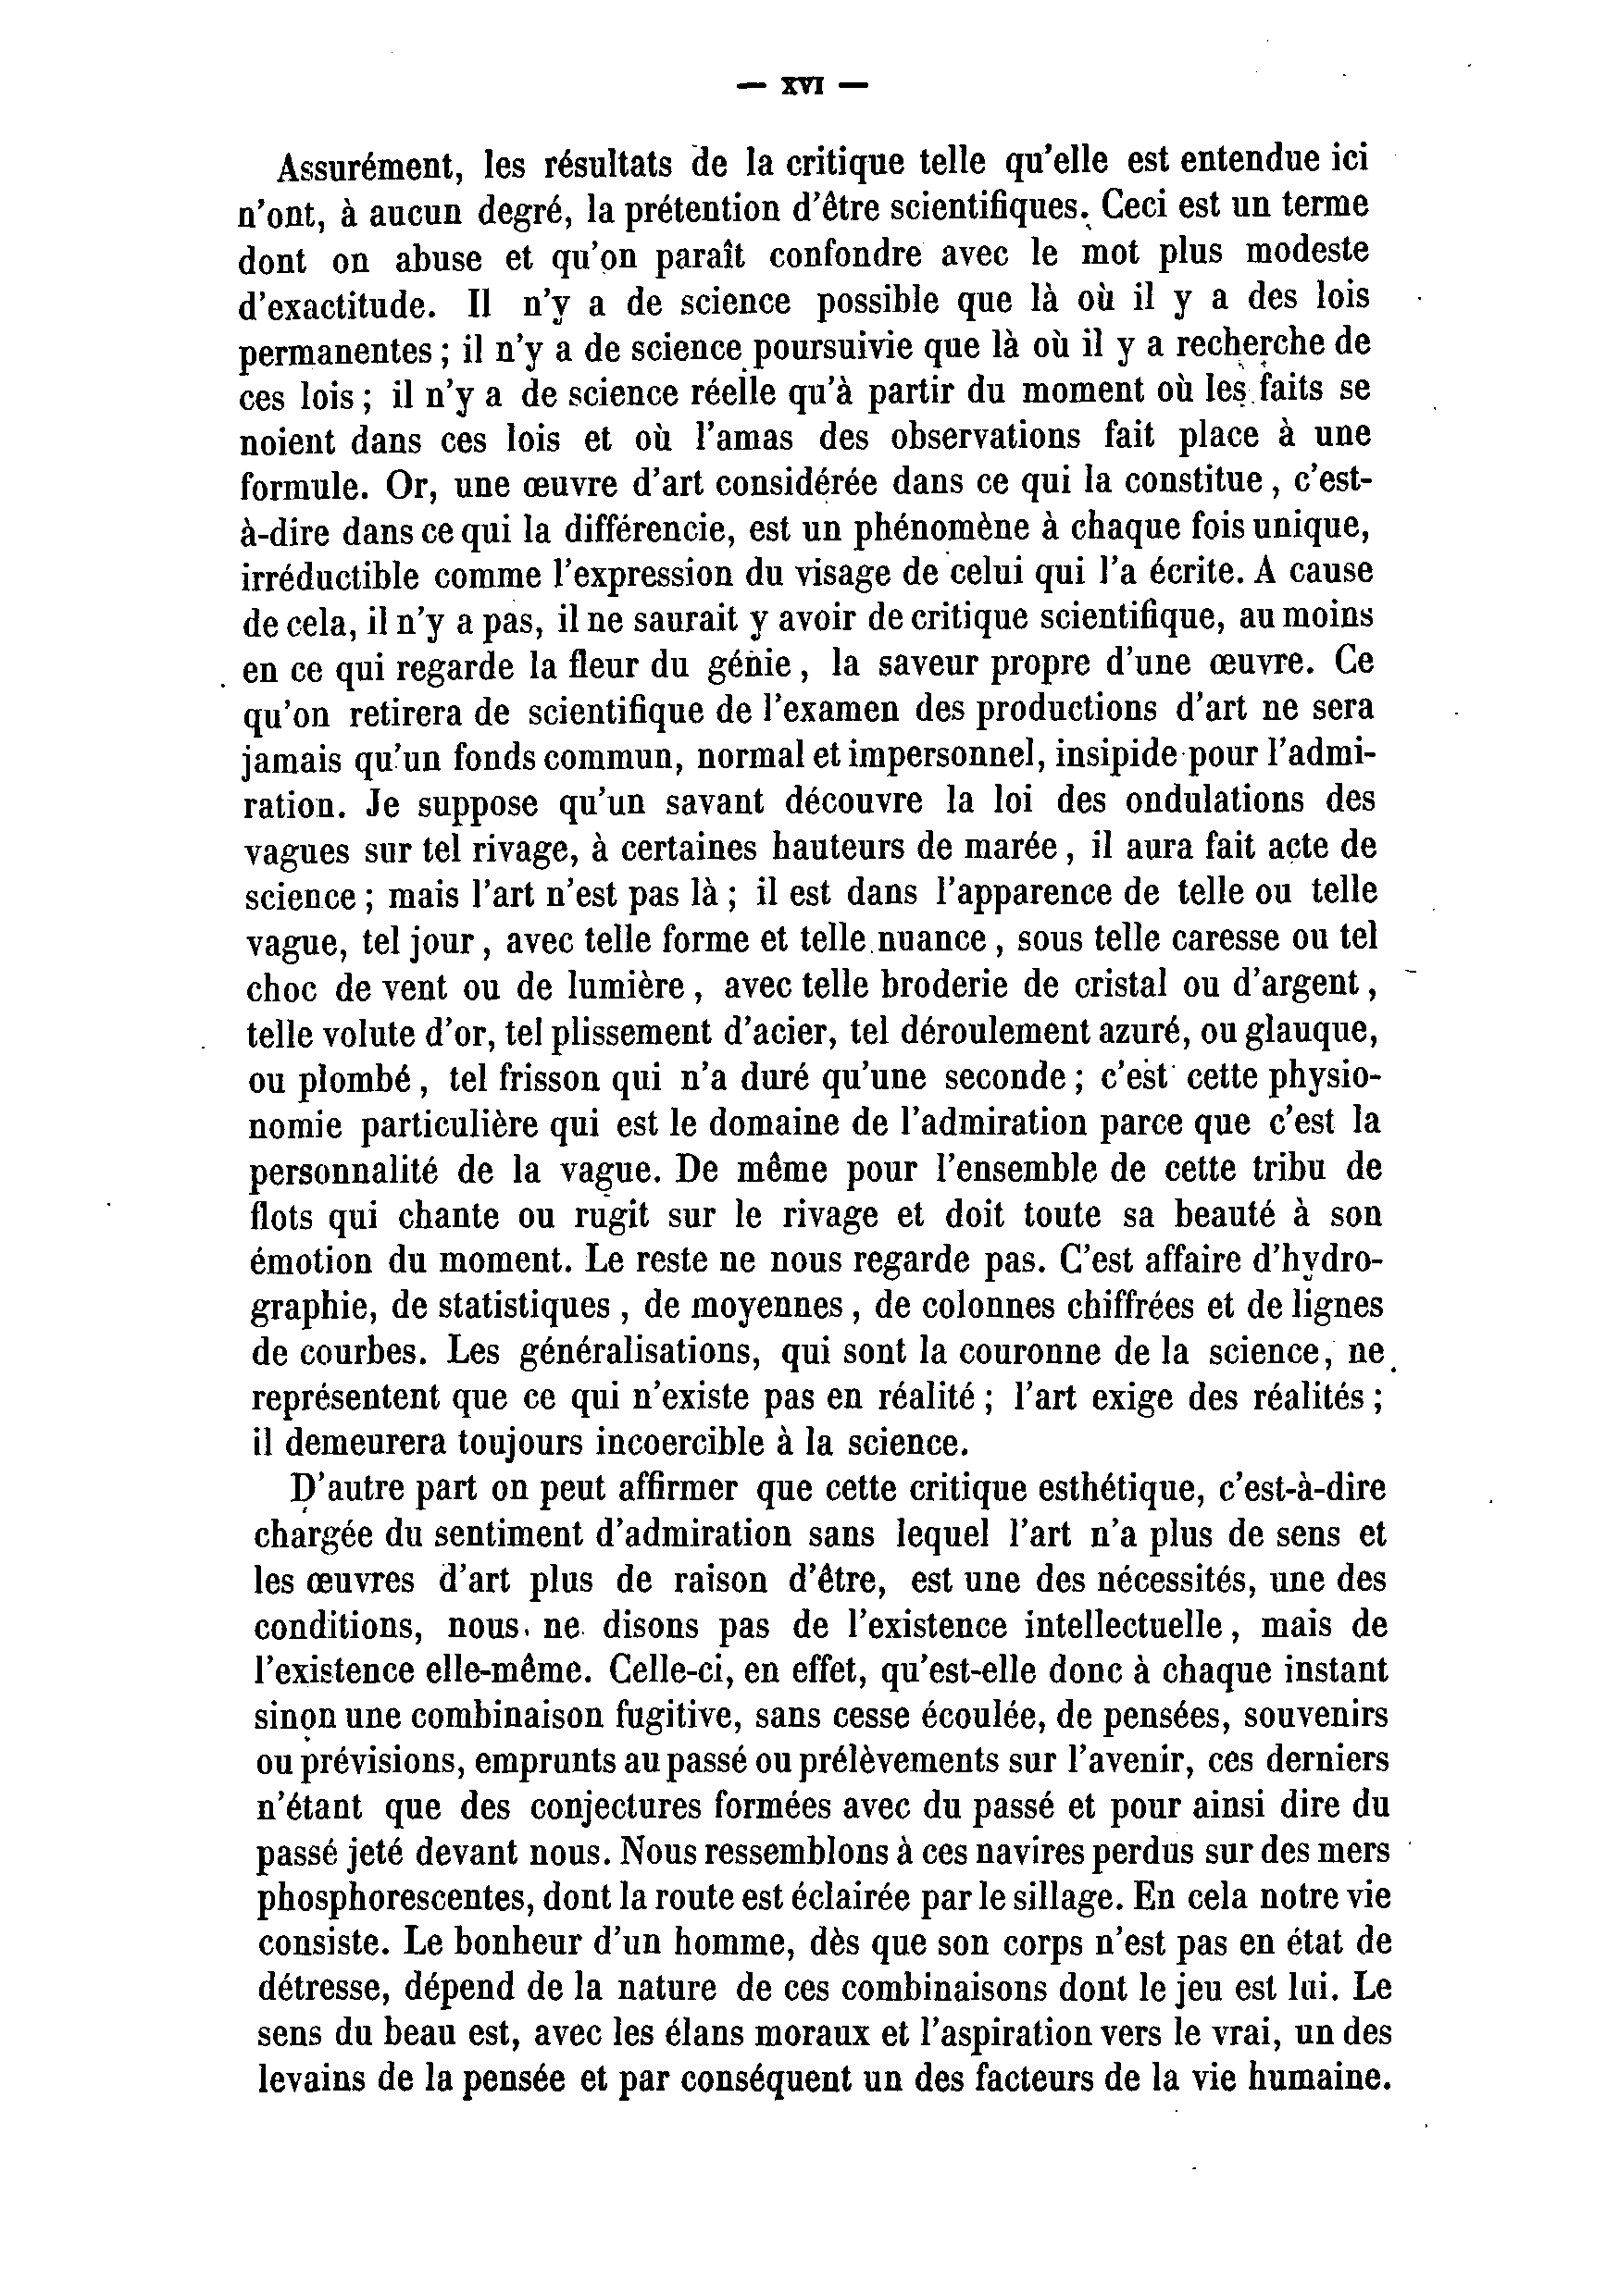 — XVI —
Assurément, les résultats de la critique telle qu'elle est entendue ici
n'ont, à aucun degré, la prétention d'être scientifiques. Ceci est un terme
dont on abuse et qu'on paraît confondre avec le mot plus modeste
d'exactitude. Il n'y a de science possible que là où il y a des lois
permanentes ; il n'y a de science poursuivie que là où il y a recherche de
ces lois ; il n'y a de science réelle qu'à partir du moment où les faits se
noient dans ces lois et où l'amas des observations fait place à une
formule. Or, une œuvre d'art considérée dans ce qui la constitue, c'est-
à-dire dans ce qui la différencie, est un phénomène à chaque fois unique,
irréductible comme l'expression du visage de celui qui l'a écrite. A cause
de cela, il n'y a pas, il ne saurait y avoir de critique scientifique, au moins
en ce qui regarde la fleur du génie, la saveur propre d'une œuvre. Ce
qu'on retirera de scientifique de l'examen des productions d'art ne sera
jamais qu'un fonds commun, normal et impersonnel, insipide pour l'admi-
ration. Je suppose qu'un savant découvre la loi des ondulations des
vagues sur tel rivage, à certaines hauteurs de marée, il aura fait acte de
science ; mais l'art n'est pas là ; il est dans l'apparence de telle ou telle
vague, tel jour, avec telle forme et telle nuance, sous telle caresse ou tel
choc de vent ou de lumière, avec telle broderie de cristal ou d'argent,
telle volute d'or, tel plissement d'acier, tel déroulement azuré, ou glauque,
ou plombé, tel frisson qui n'a duré qu'une seconde ; c'est cette physio-
nomie particulière qui est le domaine de l'admiration parce que c'est la
personnalité de la vague. De même pour l'ensemble de cette tribu de
flots qui chante ou rugit sur le rivage et doit toute sa beauté à son
émotion du moment. Le reste ne nous regarde pas. C'est affaire d'hydro-
graphie, de statistiques, de moyennes, de colonnes chiffrées et de lignes
de courbes. Les généralisations, qui sont la couronne de la science, ne
représentent que ce qui n'existe pas en réalité ; l'art exige des réalités ;
il demeurera toujours incoercible à la science.
D'autre part on peut affirmer que cette critique esthétique, c'est-à-dire
chargée du sentiment d'admiration sans lequel l'art n'a plus de sens et
les œuvres d'art plus de raison d'être, est une des nécessités, une des
conditions, nous ne disons pas de l'existence intellectuelle, mais de
l'existence elle-même. Celle-ci, en effet, qu'est-elle donc à chaque instant
sinon une combinaison fugitive, sans cesse écoulée, de pensées, souvenirs
ou prévisions, emprunts au passé ou prélèvements sur l'avenir, ces derniers
n'étant que des conjectures formées avec du passé et pour ainsi dire du
passé jeté devant nous. Nous ressemblons à ces navires perdus sur des mers
phosphorescentes, dont la route est éclairée par le sillage. En cela notre vie
consiste. Le bonheur d'un homme, dès que son corps n'est pas en état de
détresse, dépend de la nature de ces combinaisons dont le jeu est lui. Le
sens du beau est, avec les élans moraux et l'aspiration vers le vrai, un des
levains de la pensée et par conséquent un des facteurs de la vie humaine.